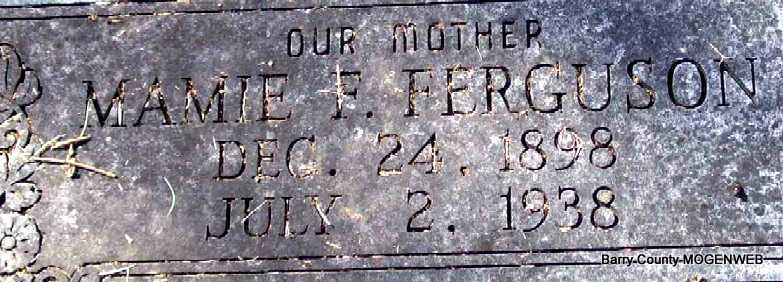 OUR MOTHER
MAMIE F. FERGUSON
DEC. 24. 1898
JULY 2. 1938
Barry-County-MOGENWEB